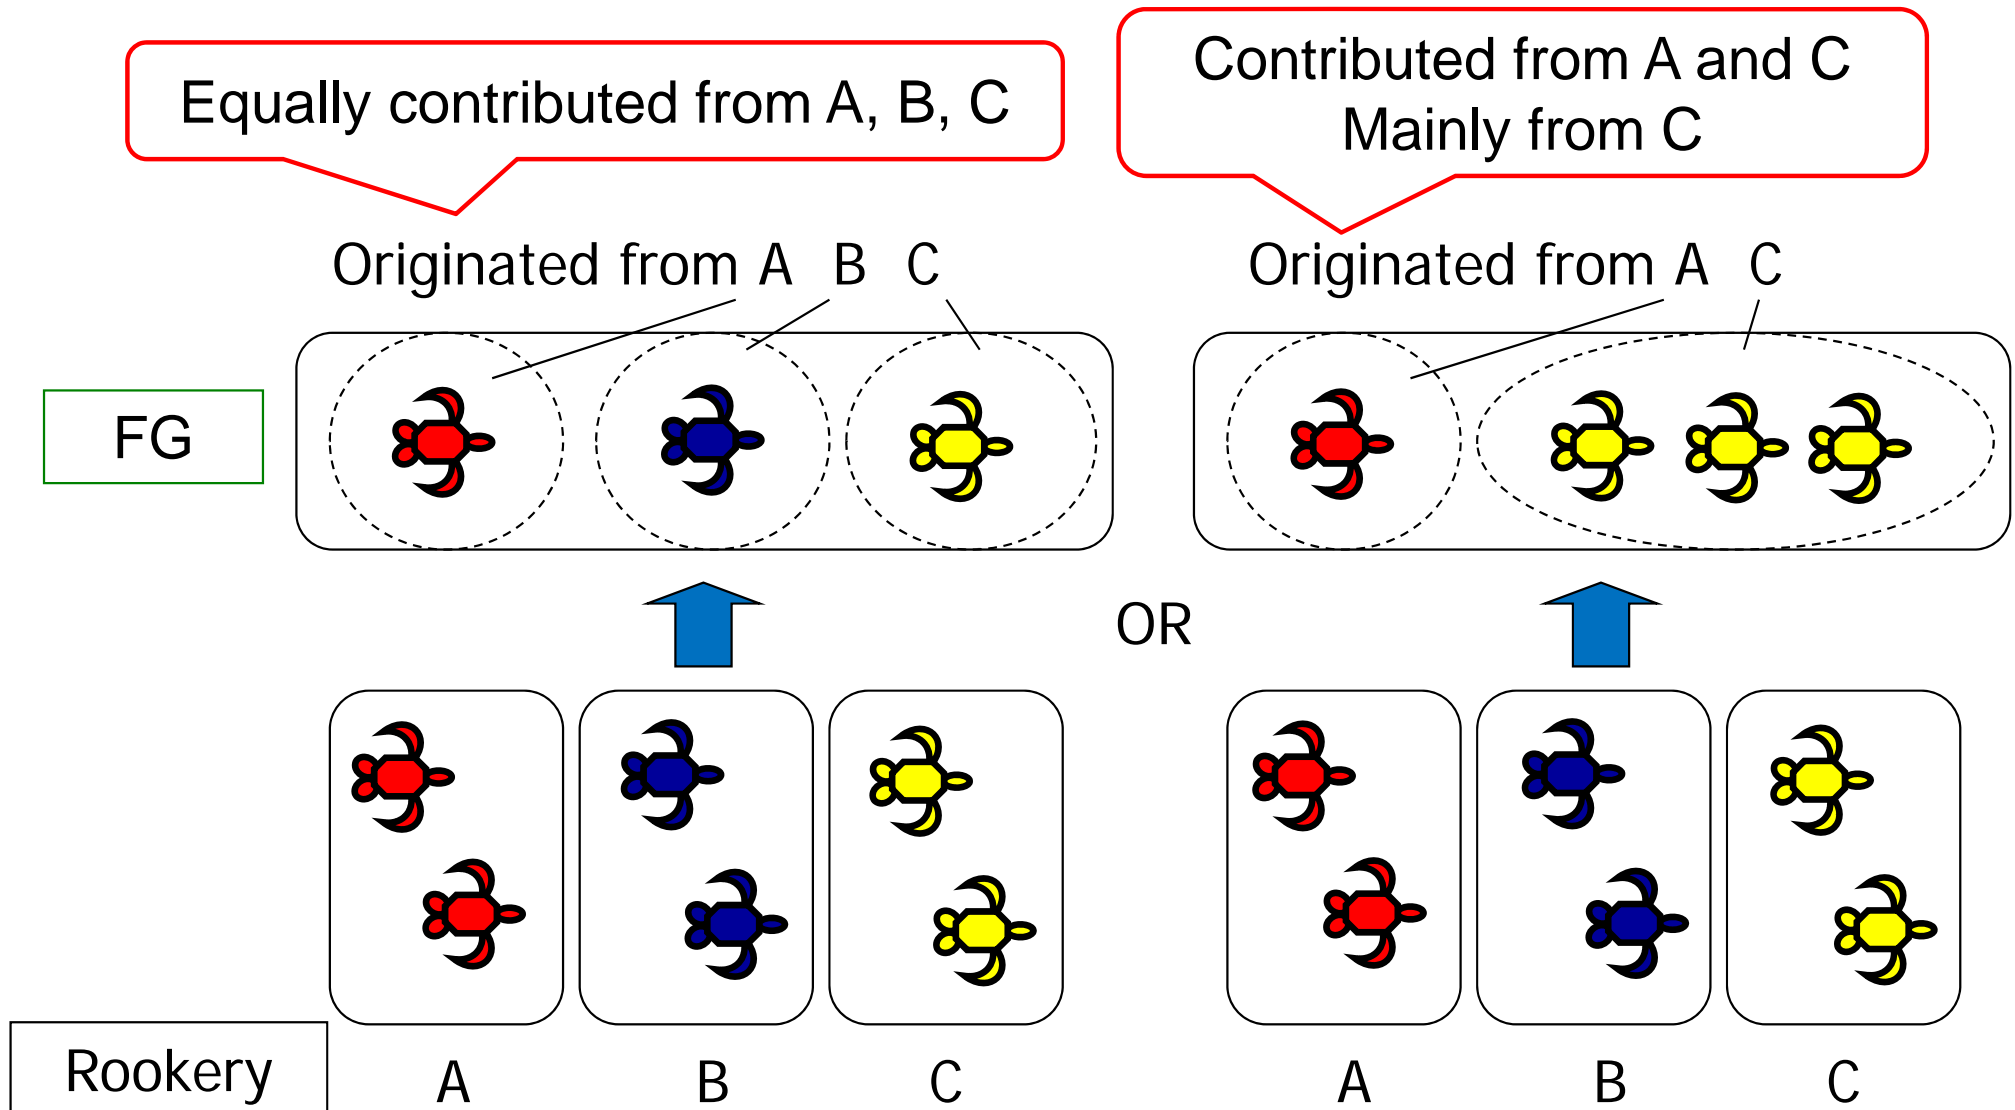 Equally contributed from A, B, C
Contributed from A and C
Mainly from C
Originated from A B C
Originated from A C
FG
OR
Rookery
A B C
A B C